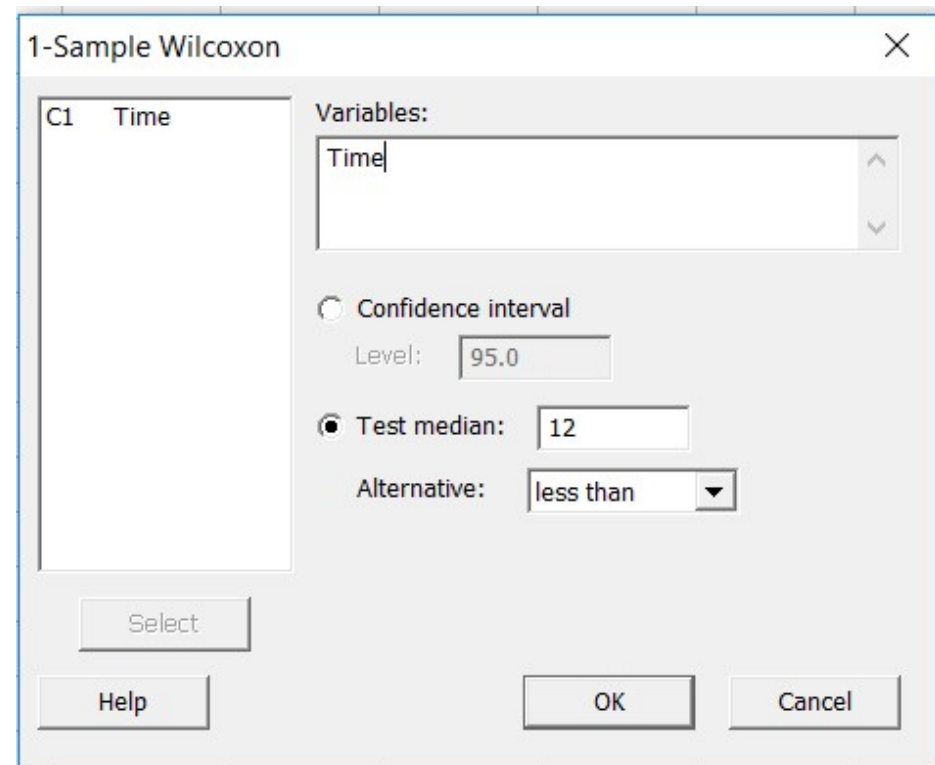 1-Sample Wilcoxon
C1 Time
Variables:
Time
Confidence interval
Level: 95.0
Test median: 12
Alternative: less than
Select
Help
OK
Cancel